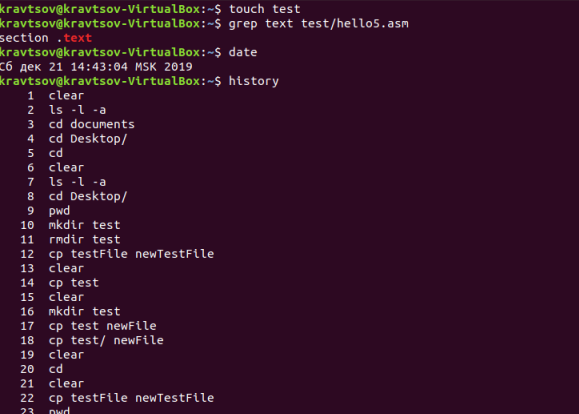 kravtsov@kravtsov-VirtualBox:~$ touch test
kravtsov@kravtsov-VirtualBox:~$ grep text test/hello5.asm
section .text
kravtsov@kravtsov-VirtualBox:~$ date
Сб дек 21 14:43:04 MSK 2019
kravtsov@kravtsov-VirtualBox:~$ history
1 clear
2 ls -l -a
3 cd documents
4 cd Desktop/
5 cd
6 clear
7 ls -l -a
8 cd Desktop/
9 pwd
10 mkdir test
11 rmdir test
12 cp testFile newTestFile
13 clear
14 cp test
15 clear
16 mkdir test
17 cp test newFile
18 cp test/ newFile
19 clear
20 cd
21 clear
22 cp testFile newTestFile
23 pwd